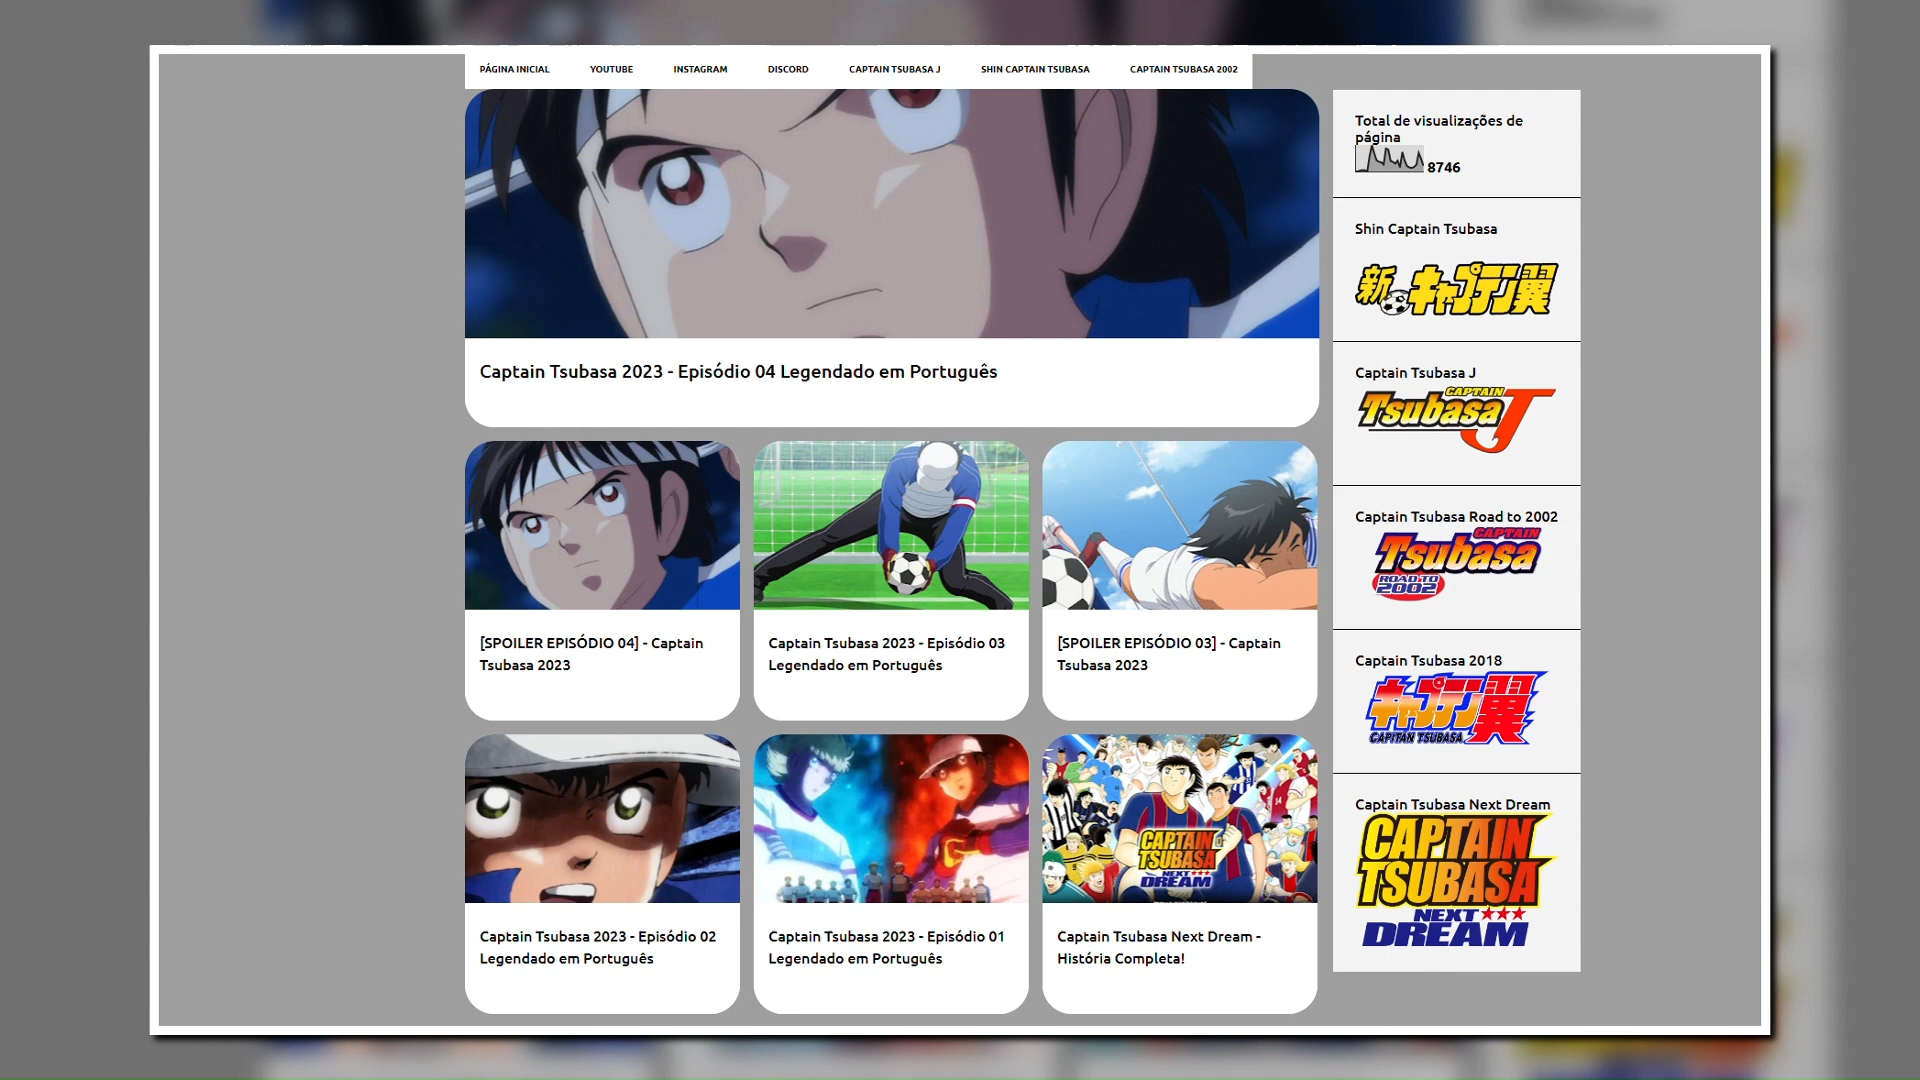 PÁGINA INICIAL YOUTUBE INSTAGRAM DISCORD CAPTAIN TSUBASA J SHIN CAPTAIN TSUBASA CAPTAIN TSUBASA 2002
Captain Tsubasa 2023 - Episódio 04 Legendado em Português
[SPOILER EPISÓDIO 04] - Captain
Tsubasa 2023
Captain Tsubasa 2023 - Episódio 03
Legendado em Português
[SPOILER EPISÓDIO 03] - Captain
Tsubasa 2023
Captain Tsubasa 2023 - Episódio 02
Legendado em Português
Captain Tsubasa 2023 - Episódio 01
Legendado em Português
CAPTAIN
TSUBASA
NEXT
DREAM
Captain Tsubasa Next Dream -
História Completa!
Total de visualizações de
página
8746
Shin Captain Tsubasa
新キャプテン翼
Captain Tsubasa J
CAPTAIN
Tsubasa J
Captain Tsubasa Road to 2002
CAPTAIN
Tsubasa
ROAD TO
2002
Captain Tsubasa 2018
キャプテン翼
CAPITAN TSUBASA
Captain Tsubasa Next Dream
CAPTAIN
TSUBASA
NEXT
DREAM